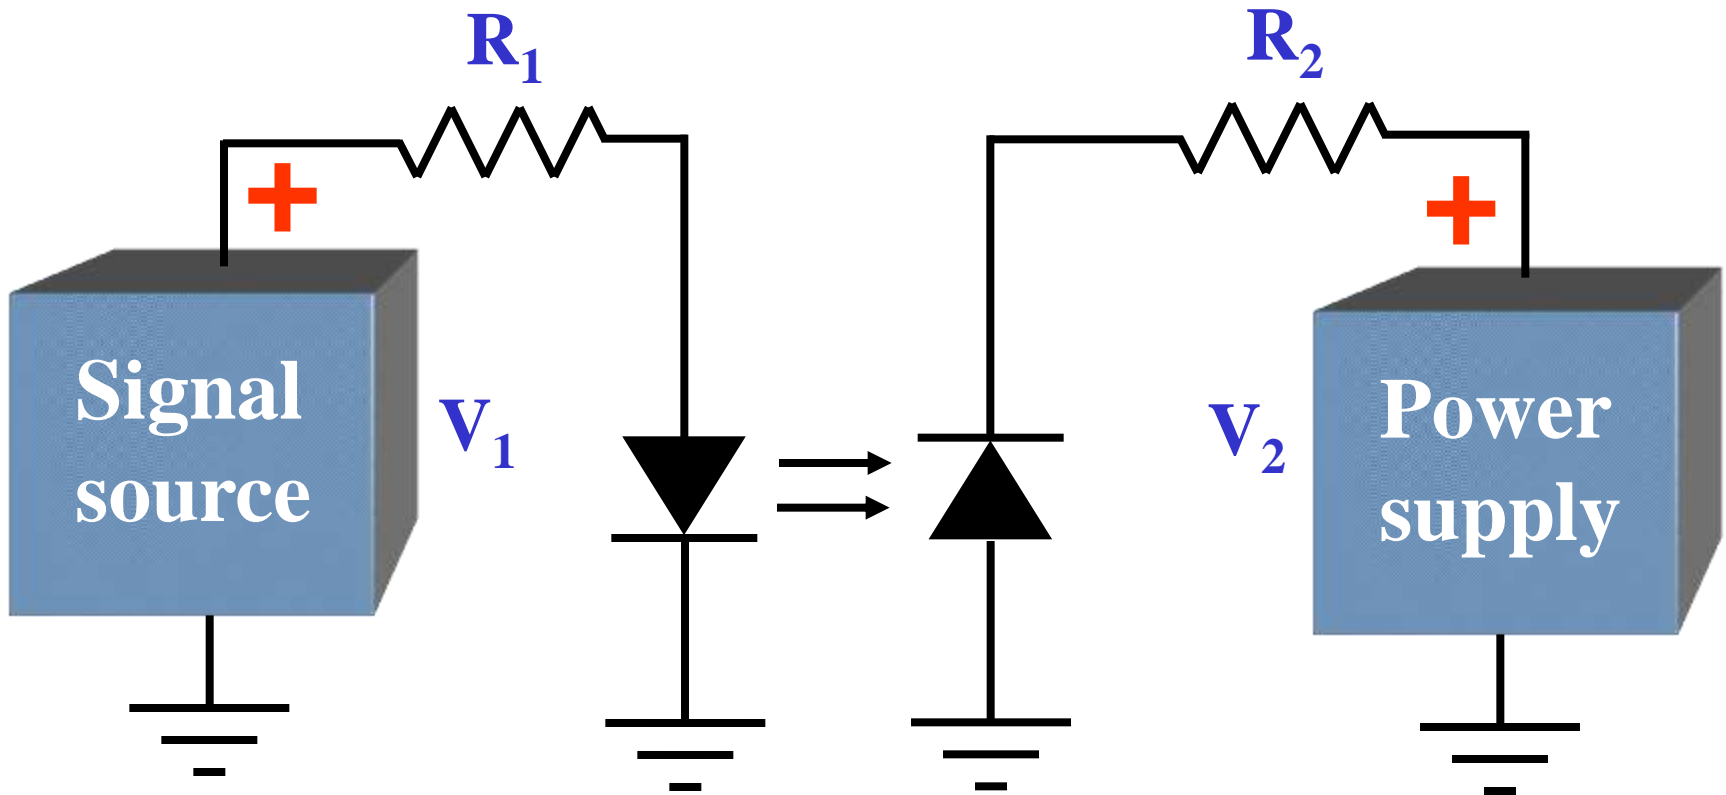 R₁
R₂
+
+
Signal
source
V₁
V₂
Power
supply